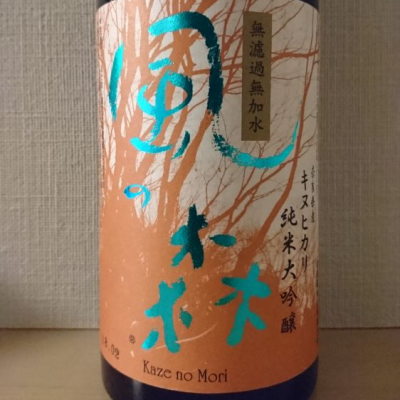 無濾過無加水
風の森
奈良県産
キヌヒカリ
純米大吟醸
Kaze no Mori